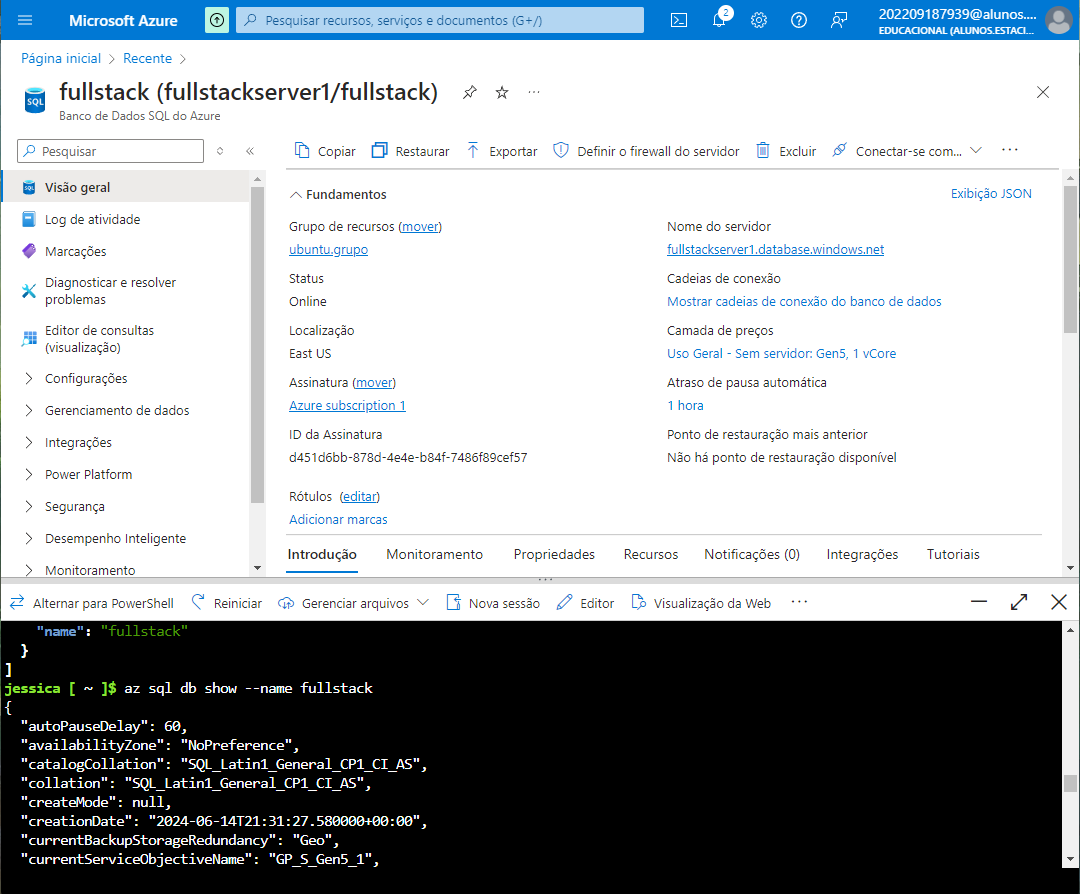 Microsoft Azure
Pesquisar recursos, serviços e documentos (G+/)
2
202209187939@alunos....
EDUCACIONAL (ALUNOS.ESTACI...
Página inicial > Recente >
SQL
fullstack (fullstackserver1/fullstack)
...
Banco de Dados SQL do Azure
Pesquisar
Copiar
Restaurar
Exportar
Definir o firewall do servidor
Excluir
Conectar-se com...
...
Visão geral
Log de atividade
Marcações
Diagnosticar e resolver
problemas
Editor de consultas
(visualização)
Configurações
Gerenciamento de dados
Integrações
Power Platform
Segurança
Desempenho Inteligente
Monitoramento
Fundamentos
Exibição JSON
Grupo de recursos (mover)
ubuntu.grupo
Status
Online
Localização
East US
Assinatura (mover)
Azure subscription 1
ID da Assinatura
d451d6bb-878d-4e4e-b84f-7486f89cef57
Rótulos (editar)
Adicionar marcas
Nome do servidor
fullstackserver1.database.windows.net
Cadeias de conexão
Mostrar cadeias de conexão do banco de dados
Camada de preços
Uso Geral - Sem servidor: Gen5, 1 vCore
Atraso de pausa automática
1 hora
Ponto de restauração mais anterior
Não há ponto de restauração disponível
Introdução
Monitoramento
Propriedades
Recursos
Notificações (0)
Integrações
Tutoriais
Alternar para PowerShell
Reiniciar
Gerenciar arquivos
Nova sessão
Editor
Visualização da Web
...
"name": "fullstack"
}
]
jessica [ ~ ]$ az sql db show --name fullstack
{
"autoPauseDelay": 60,
"availabilityZone": "NoPreference",
"catalogCollation": "SQL_Latin1_General_CP1_CI_AS",
"collation": "SQL_Latin1_General_CP1_CI_AS",
"createMode": null,
"creationDate": "2024-06-14T21:31:27.580000+00:00",
"currentBackupStorageRedundancy": "Geo",
"currentServiceObjectiveName": "GP_S_Gen5_1",